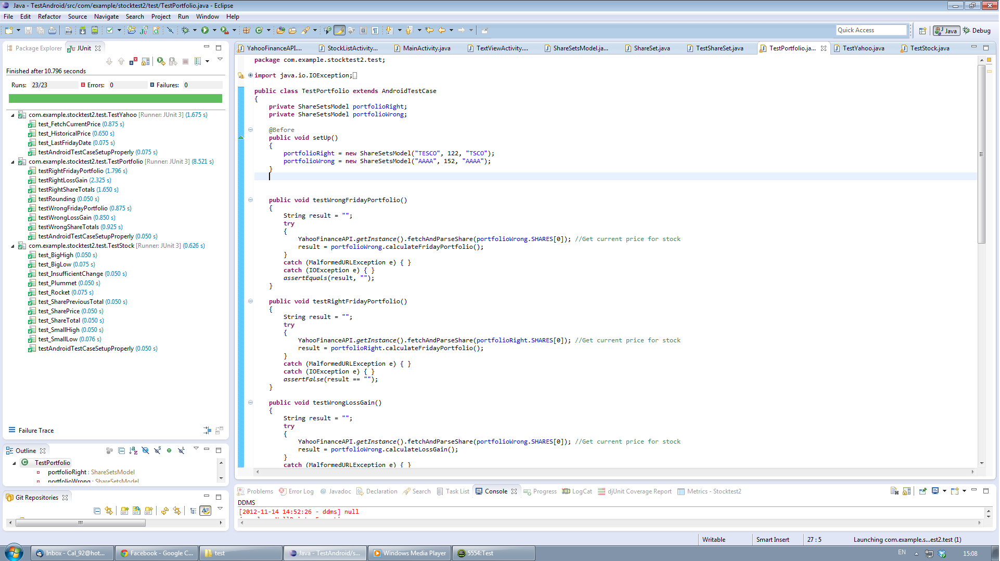 Java - TestAndroid/src/com/example/stocktest2/test/TestPortfolio.java - Eclipse
File Edit Refactor Source Navigate Search Project Run Window Help
Quick Access
Java
Debug
Package Explorer
JUnit
Finished after 10.796 seconds
Runs: 23/23 Errors: 0 Failures: 0
com.example.stocktest2.test.TestYahoo [Runner: JUnit 3] (1.675 s)
test_FetchCurrentPrice (0.875 s)
test_HistoricalPrice (0.650 s)
test_LastFridayDate (0.075 s)
testAndroidTestCaseSetupProperly (0.075 s)
com.example.stocktest2.test.TestPortfolio [Runner: JUnit 3] (8.521 s)
testRightFridayPortfolio (1.796 s)
testRightLossGain (2.325 s)
testRightShareTotals (1.650 s)
testRounding (0.050 s)
testWrongFridayPortfolio (0.875 s)
testWrongLossGain (0.850 s)
testWrongShareTotals (0.925 s)
testAndroidTestCaseSetupProperly (0.050 s)
com.example.stocktest2.test.TestStock [Runner: JUnit 3] (0.626 s)
test_BigHigh (0.050 s)
test_BigLow (0.075 s)
test_InsufficientChange (0.050 s)
test_Plummet (0.050 s)
test_Rocket (0.075 s)
test_SharePreviousTotal (0.050 s)
test_SharePrice (0.050 s)
test_ShareTotal (0.050 s)
test_SmallHigh (0.050 s)
test_SmallLow (0.076 s)
testAndroidTestCaseSetupProperly (0.050 s)
Failure Trace
Outline
TestPortfolio
portfolioRight : ShareSetsModel
portfolioWrong : ShareSetsModel
Git Repositories
YahooFinanceAPI.... StockListActivity... MainActivity.java TextViewActivity.... ShareSetsModel.ja... ShareSet.java TestShareSet.java TestPortfolio.ja... TestYahoo.java TestStock.java
package com.example.stocktest2.test;
import java.io.IOException;
public class TestPortfolio extends AndroidTestCase
{
private ShareSetsModel portfolioRight;
private ShareSetsModel portfolioWrong;
@Before
public void setUp()
{
portfolioRight = new ShareSetsModel("TESCO", 122, "TSCO");
portfolioWrong = new ShareSetsModel("AAAA", 152, "AAAA");
}
public void testWrongFridayPortfolio()
{
String result = "";
try
{
YahooFinanceAPI.getInstance().fetchAndParseShare(portfolioWrong.SHARES[0]); //Get current price for stock
result = portfolioWrong.calculateFridayPortfolio();
}
catch (MalformedURLException e) { }
catch (IOException e) { }
assertEquals(result, "");
}
public void testRightFridayPortfolio()
{
String result = "";
try
{
YahooFinanceAPI.getInstance().fetchAndParseShare(portfolioRight.SHARES[0]); //Get current price for stock
result = portfolioRight.calculateFridayPortfolio();
}
catch (MalformedURLException e) { }
catch (IOException e) { }
assertFalse(result == "");
}
public void testWrongLossGain()
{
String result = "";
try
{
YahooFinanceAPI.getInstance().fetchAndParseShare(portfolioWrong.SHARES[0]); //Get current price for stock
result = portfolioWrong.calculateLossGain();
}
catch (MalformedURLException e) { }
Problems Error Log Javadoc Declaration Search Task List Console Progress LogCat djUnit Coverage Report Metrics - Stocktest2
DDMS
[2012-11-14 14:52:26 - ddms] null
Writable Smart Insert 27 : 5 Launching com.example.s...est2.test (1)
Inbox - Cal_92@hot... Facebook - Google C... test Java - TestAndroid/s... Windows Media Player 5554:Test EN 15:08